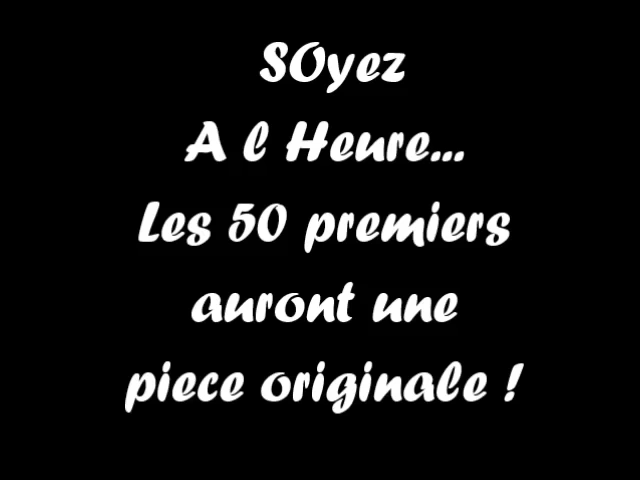 SOyez
A l Heure...
Les 50 premiers
auront une
piece originale !